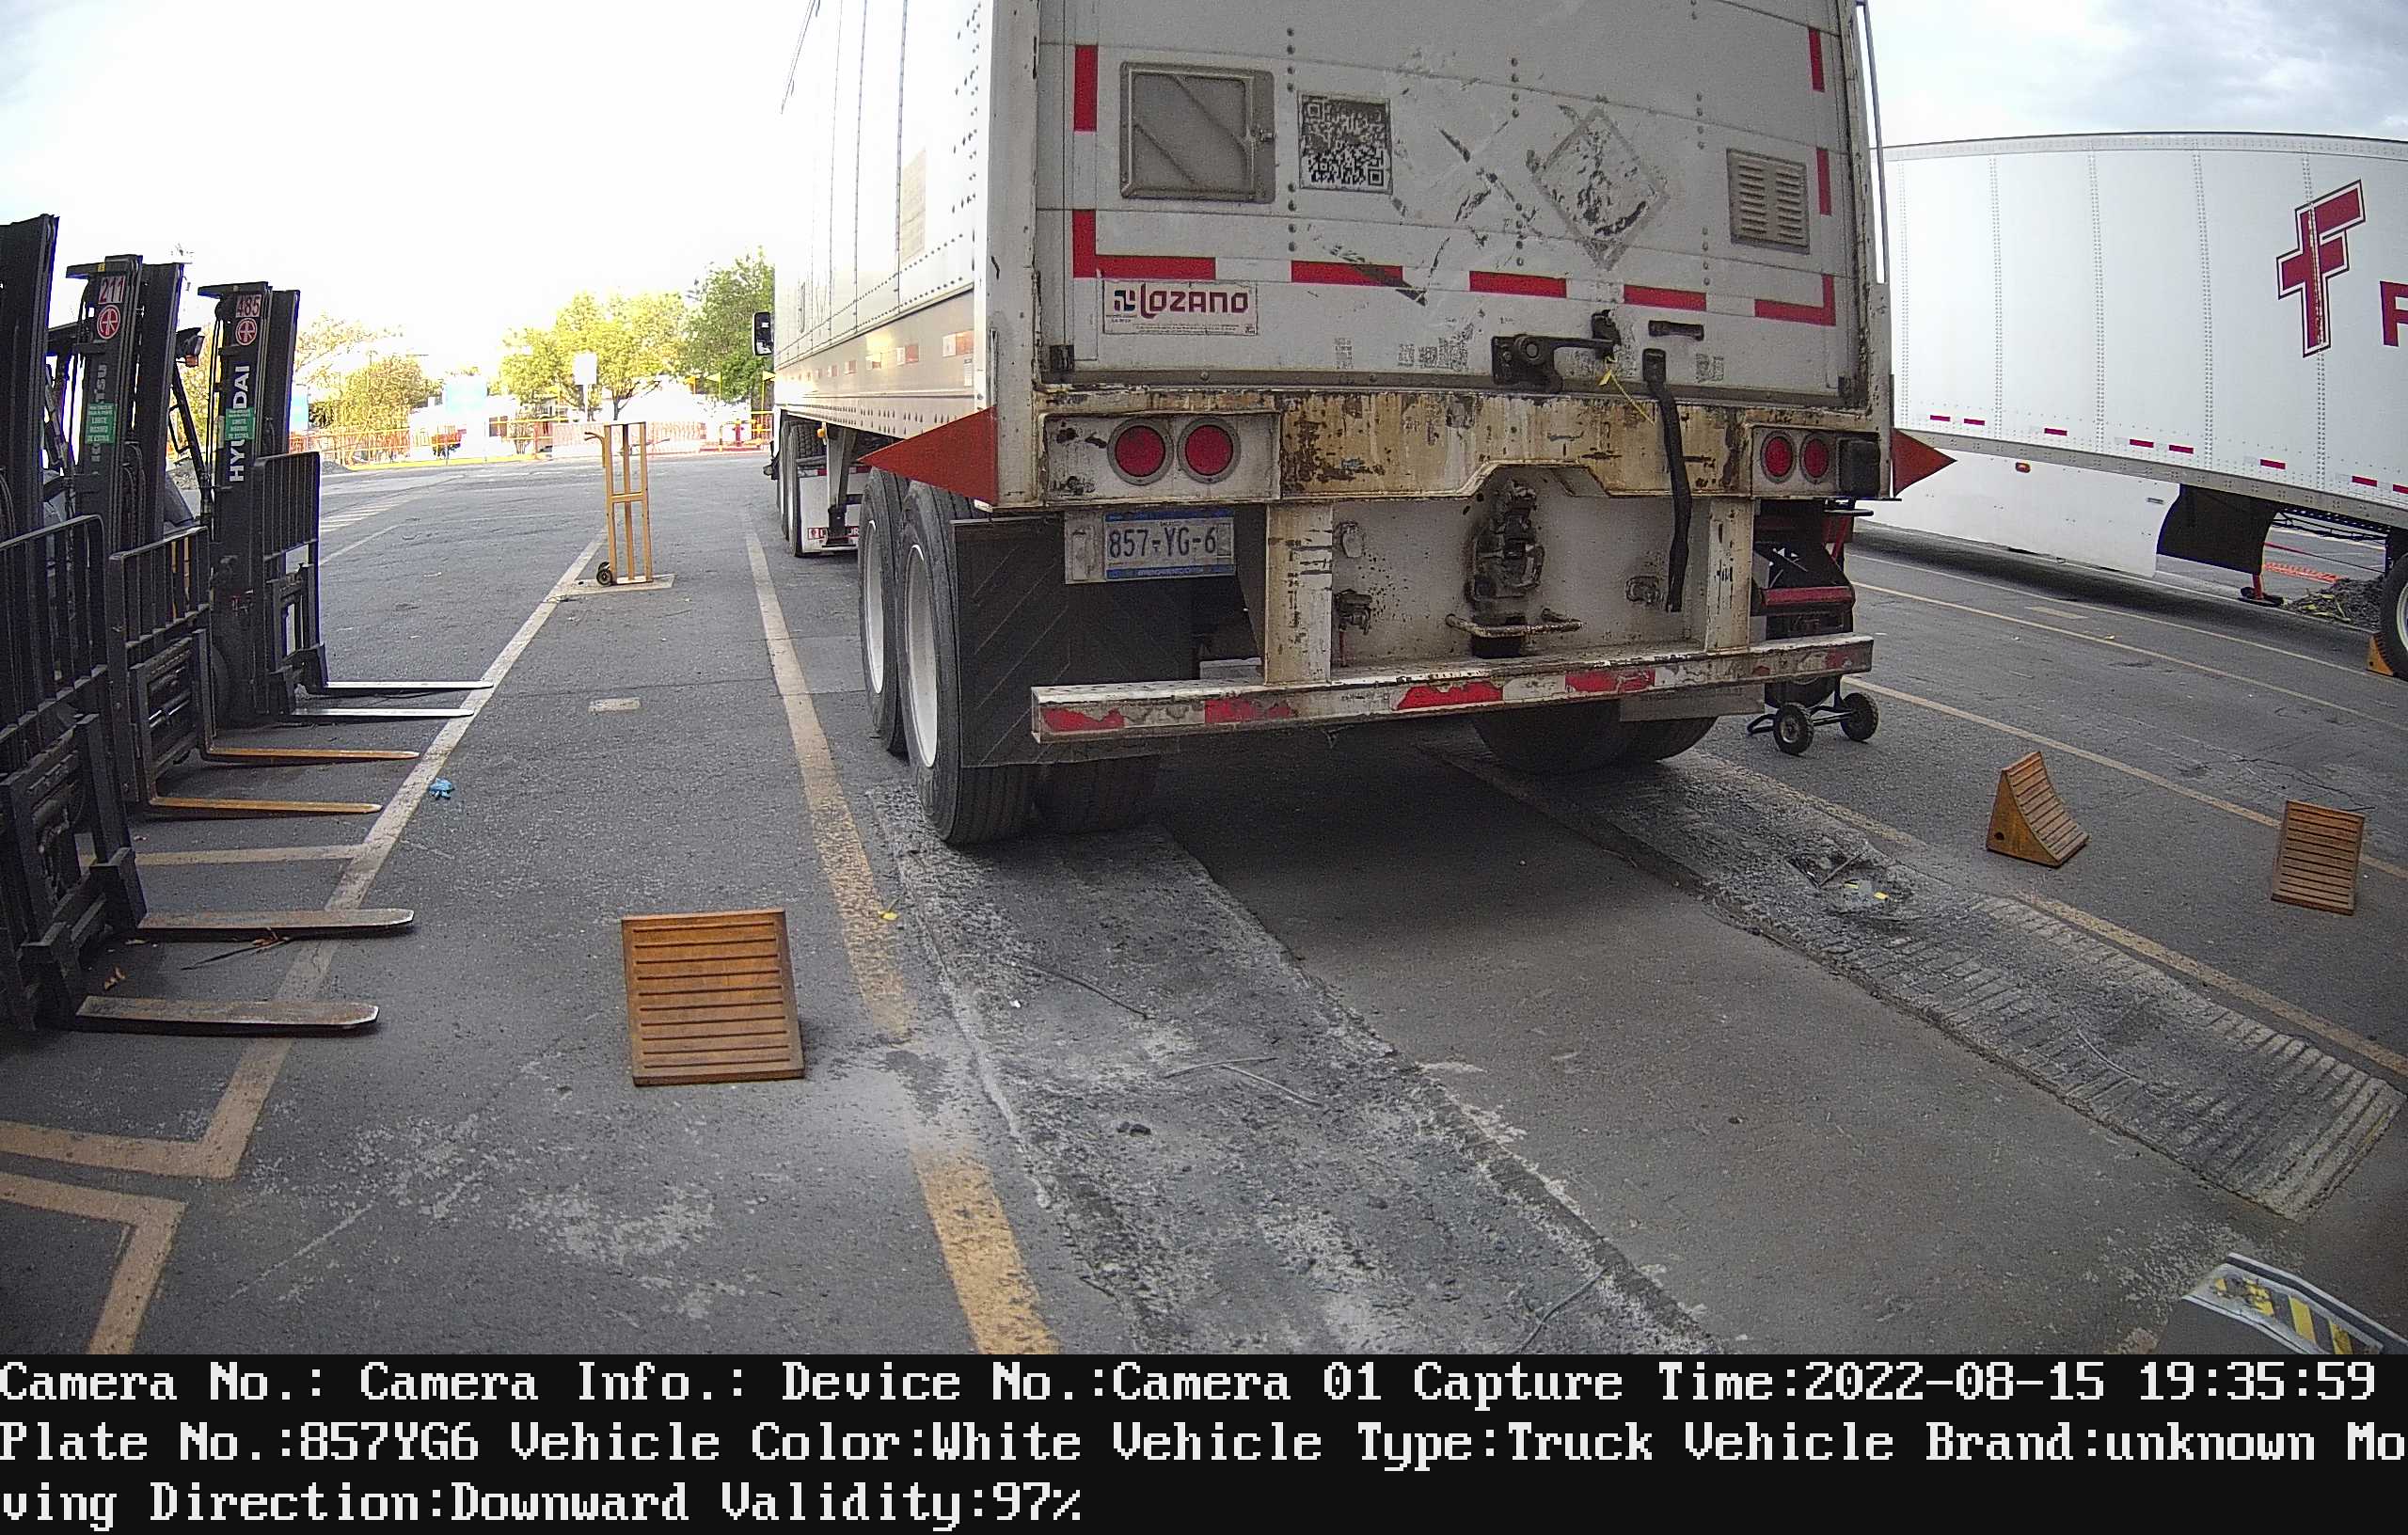 211
485
HYUNDAI
LOZANO
857-YG-6
F
Camera No.: Camera Info.: Device No.:Camera 01 Capture Time:2022-08-15 19:35:59
Plate No.:857YG6 Vehicle Color:White Vehicle Type:Truck Vehicle Brand:unknown Mo
ving Direction:Downward Validity:97%